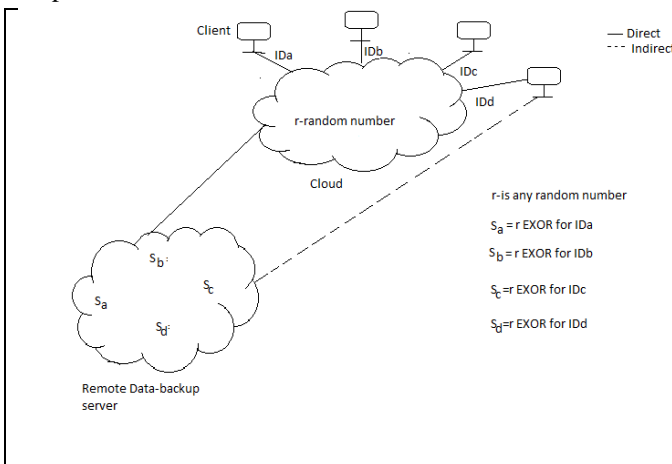 Client
IDa
IDb
IDc
IDd
Direct
Indirect
r-random number
Cloud
r-is any random number
Sa = r EXOR for IDa
Sb = r EXOR for IDb
Sc =r EXOR for IDc
Sd=r EXOR for IDd
Sb:
Sc
Sa
Sd:
Remote Data-backup
server